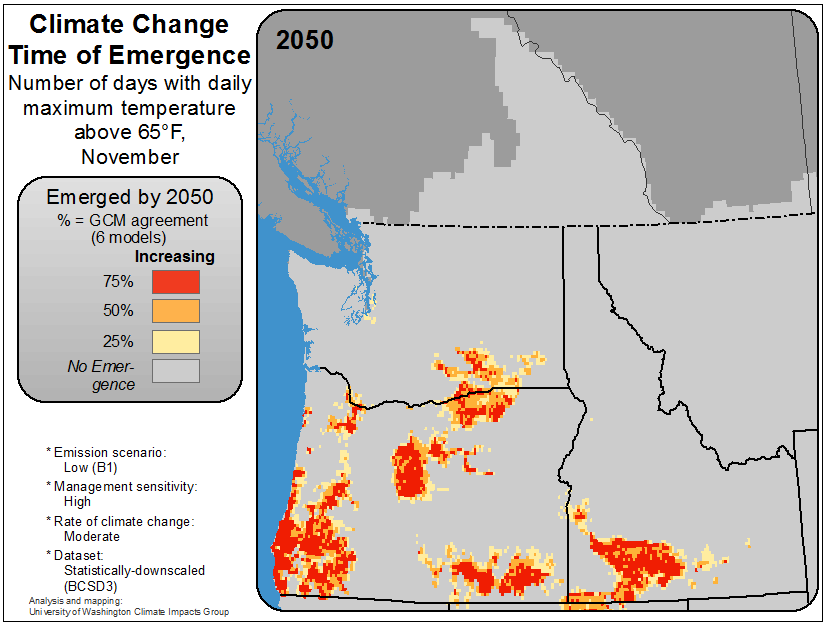 Climate Change
Time of Emergence
Number of days with daily
maximum temperature
above 65°F,
November
2050
Emerged by 2050
% = GCM agreement
(6 models)
Increasing
75%
50%
25%
No Emer-
gence
* Emission scenario:
Low (B1)
* Management sensitivity:
High
* Rate of climate change:
Moderate
* Dataset:
Statistically-downscaled
(BCSD3)
Analysis and mapping:
University of Washington Climate Impacts Group